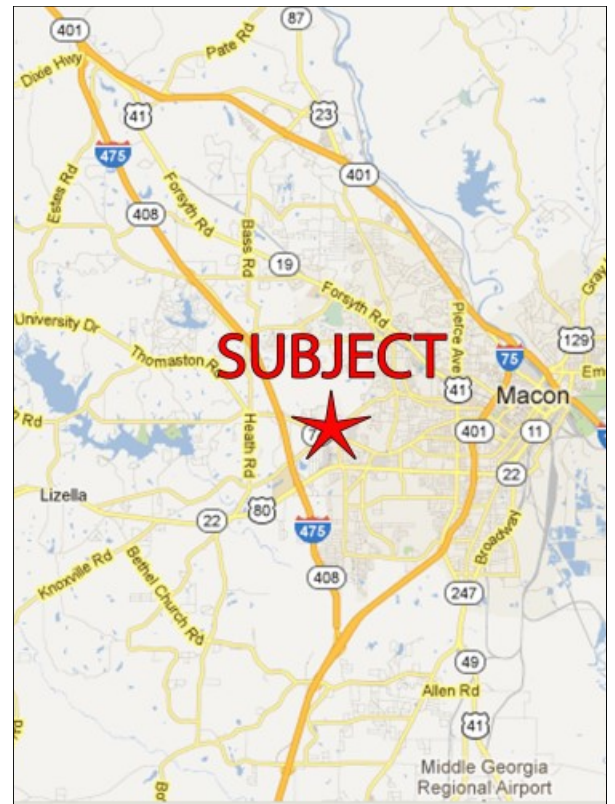 401
87
Pate Rd
Dixie Hwy
41
23
475
401
Estes Rd
408
Forsyth Rd
Bass Rd
19
Forsyth Rd
University Dr
Pierce Ave
129
SUBJECT
75
Thomaston Rd
41
Macon
Heath Rd
401
11
22
Lizella
80
22
475
Broadway
Knoxville Rd
Bethel Church Rd
408
247
49
Allen Rd
41
Middle Georgia
Regional Airport